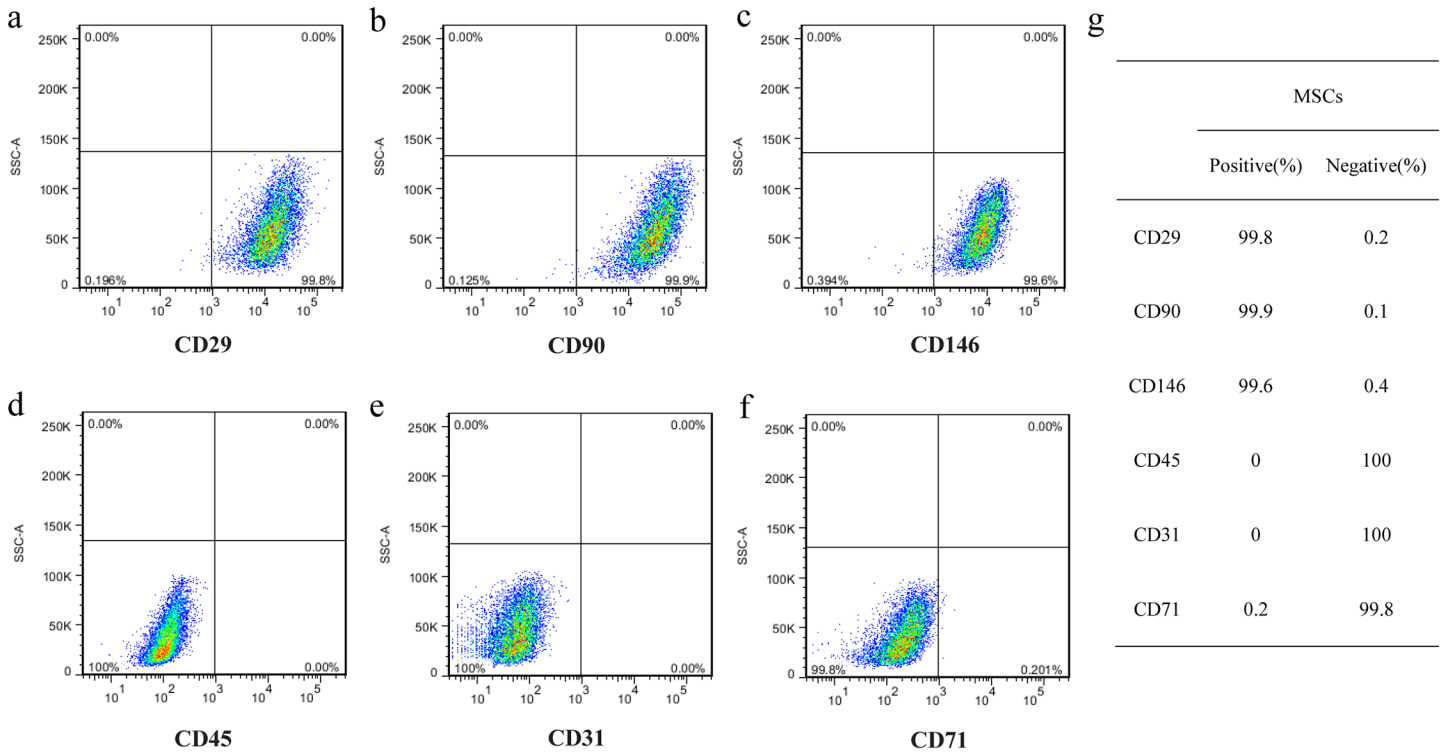 a
0.00% 0.00%
250K
200K
150K
100K
50K
0
SSC-A
0.196% 99.8%
10^1 10^2 10^3 10^4 10^5
CD29
b
0.00% 0.00%
250K
200K
150K
100K
50K
0
SSC-A
0.125% 99.9%
10^1 10^2 10^3 10^4 10^5
CD90
c
0.00% 0.00%
250K
200K
150K
100K
50K
0
SSC-A
0.394% 99.6%
10^1 10^2 10^3 10^4 10^5
CD146
d
0.00% 0.00%
250K
200K
150K
100K
50K
0
SSC-A
100% 0.00%
10^1 10^2 10^3 10^4 10^5
CD45
e
0.00% 0.00%
250K
200K
150K
100K
50K
0
SSC-A
100% 0.00%
10^1 10^2 10^3 10^4 10^5
CD31
f
0.00% 0.00%
250K
200K
150K
100K
50K
0
SSC-A
99.8% 0.201%
10^1 10^2 10^3 10^4 10^5
CD71
g
MSCs
Positive(%) Negative(%)
CD29 99.8 0.2
CD90 99.9 0.1
CD146 99.6 0.4
CD45 0 100
CD31 0 100
CD71 0.2 99.8